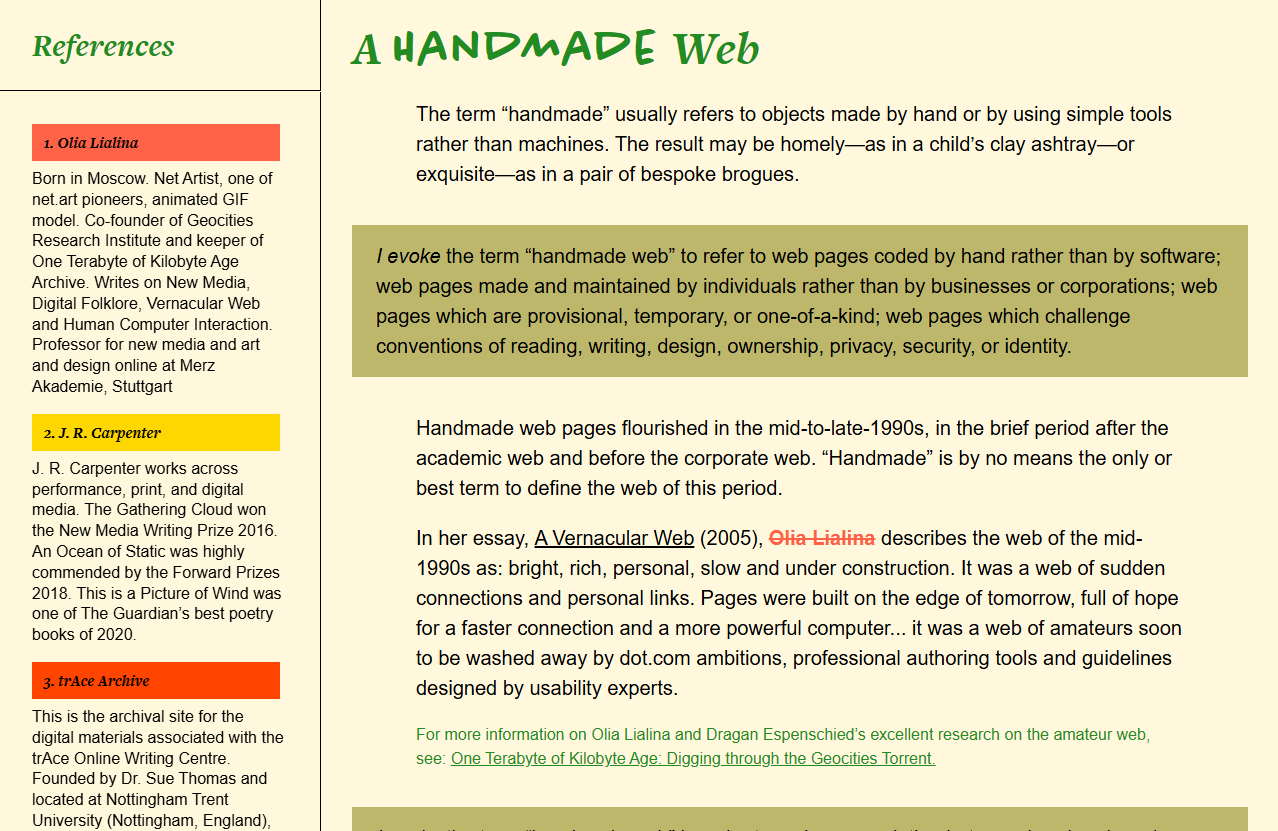 References
1. Olia Lialina
Born in Moscow. Net Artist, one of
net.art pioneers, animated GIF
model. Co-founder of Geocities
Research Institute and keeper of
One Terabyte of Kilobyte Age
Archive. Writes on New Media,
Digital Folklore, Vernacular Web
and Human Computer Interaction.
Professor for new media and art
and design online at Merz
Akademie, Stuttgart
2. J. R. Carpenter
J. R. Carpenter works across
performance, print, and digital
media. The Gathering Cloud won
the New Media Writing Prize 2016.
An Ocean of Static was highly
commended by the Forward Prizes
2018. This is a Picture of Wind was
one of The Guardian’s best poetry
books of 2020.
3. trAce Archive
This is the archival site for the
digital materials associated with the
trAce Online Writing Centre.
Founded by Dr. Sue Thomas and
located at Nottingham Trent
University (Nottingham, England),
A HANDMADE Web
The term “handmade” usually refers to objects made by hand or by using simple tools
rather than machines. The result may be homely—as in a child’s clay ashtray—or
exquisite—as in a pair of bespoke brogues.
I evoke the term “handmade web” to refer to web pages coded by hand rather than by software;
web pages made and maintained by individuals rather than by businesses or corporations; web
pages which are provisional, temporary, or one-of-a-kind; web pages which challenge
conventions of reading, writing, design, ownership, privacy, security, or identity.
Handmade web pages flourished in the mid-to-late-1990s, in the brief period after the
academic web and before the corporate web. “Handmade” is by no means the only or
best term to define the web of this period.
In her essay, A Vernacular Web (2005), Olia Lialina describes the web of the mid-
1990s as: bright, rich, personal, slow and under construction. It was a web of sudden
connections and personal links. Pages were built on the edge of tomorrow, full of hope
for a faster connection and a more powerful computer... it was a web of amateurs soon
to be washed away by dot.com ambitions, professional authoring tools and guidelines
designed by usability experts.
For more information on Olia Lialina and Dragan Espenschied’s excellent research on the amateur web,
see: One Terabyte of Kilobyte Age: Digging through the Geocities Torrent.